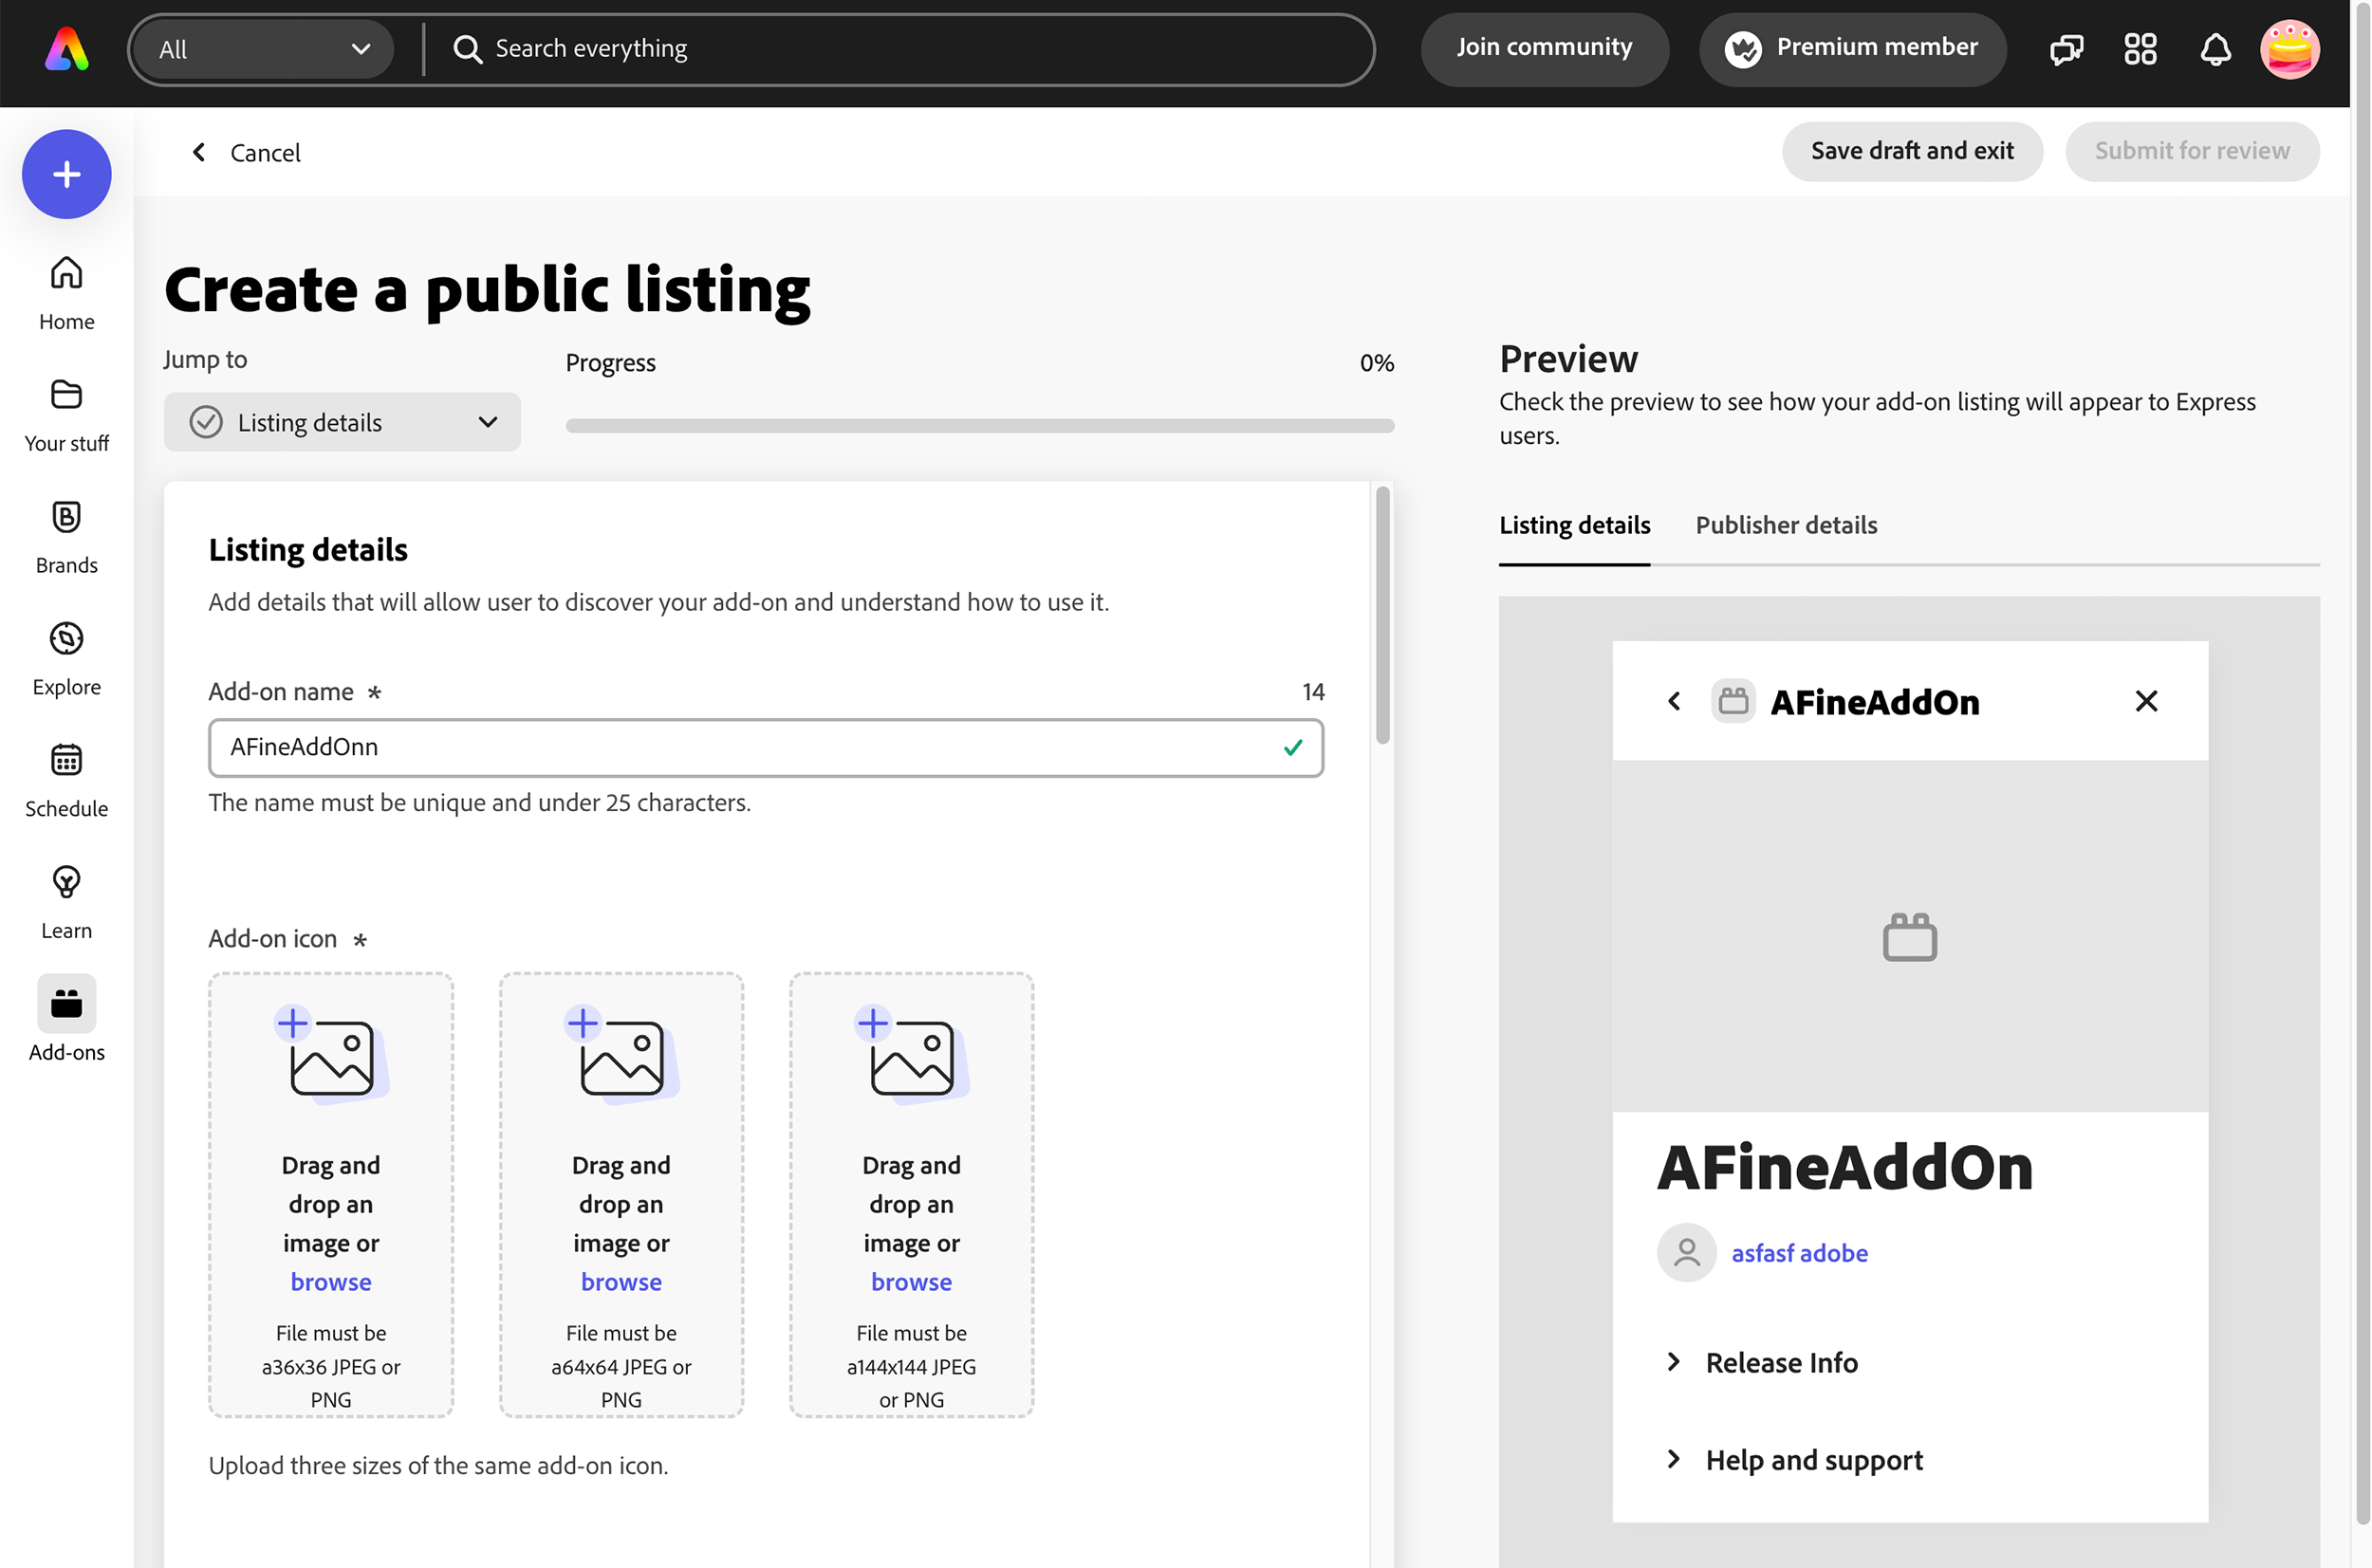 All
Search everything
Join community
Premium member
Cancel
Save draft and exit
Submit for review
Home
Your stuff
Brands
Explore
Schedule
Learn
Add-ons
Create a public listing
Jump to
Listing details
Progress
0%
Listing details
Add details that will allow user to discover your add-on and understand how to use it.
Add-on name *
14
AFineAddOnn
The name must be unique and under 25 characters.
Add-on icon *
Drag and
drop an
image or
browse
File must be
a36x36 JPEG or
PNG
Drag and
drop an
image or
browse
File must be
a64x64 JPEG or
PNG
Drag and
drop an
image or
browse
File must be
a144x144 JPEG
or PNG
Upload three sizes of the same add-on icon.
Preview
Check the preview to see how your add-on listing will appear to Express
users.
Listing details
Publisher details
AFineAddOn
AFineAddOn
asfasf adobe
Release Info
Help and support